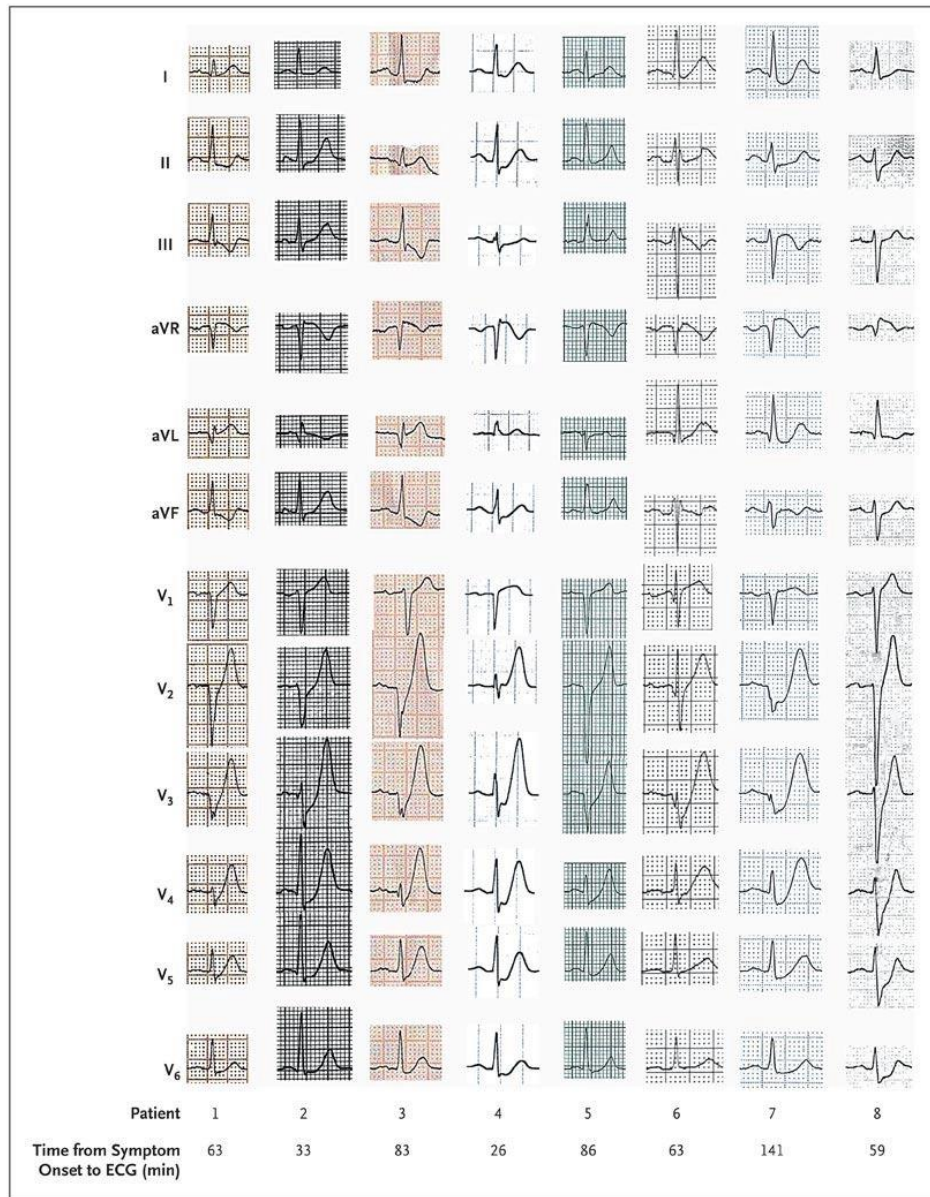 I
II
III
aVR
aVL
aVF
V1
V2
V3
V4
V5
V6
Patient 1 2 3 4 5 6 7 8
Time from Symptom 63 33 83 26 86 63 141 59
Onset to ECG (min)